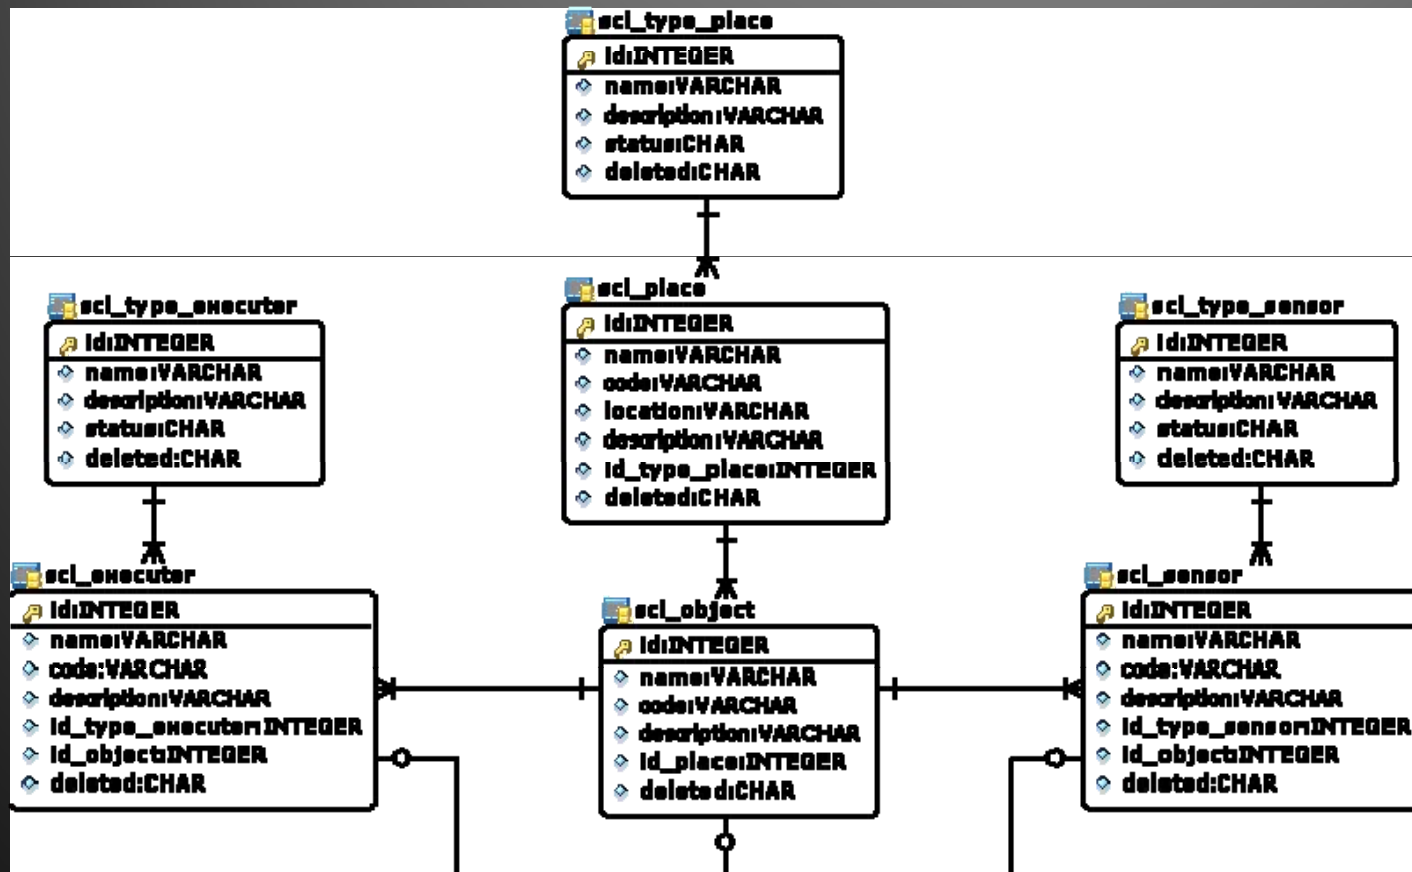 scl_type_place
id:INTEGER
name:VARCHAR
description:VARCHAR
status:CHAR
deleted:CHAR
scl_place
id:INTEGER
name:VARCHAR
code:VARCHAR
location:VARCHAR
description:VARCHAR
id_type_place:INTEGER
deleted:CHAR
scl_type_executer
id:INTEGER
name:VARCHAR
description:VARCHAR
status:CHAR
deleted:CHAR
scl_type_sensor
id:INTEGER
name:VARCHAR
description:VARCHAR
status:CHAR
deleted:CHAR
scl_executer
id:INTEGER
name:VARCHAR
code:VARCHAR
description:VARCHAR
id_type_executer:INTEGER
id_object:INTEGER
deleted:CHAR
scl_object
id:INTEGER
name:VARCHAR
code:VARCHAR
description:VARCHAR
id_place:INTEGER
deleted:CHAR
scl_sensor
id:INTEGER
name:VARCHAR
code:VARCHAR
description:VARCHAR
id_type_sensor:INTEGER
id_object:INTEGER
deleted:CHAR